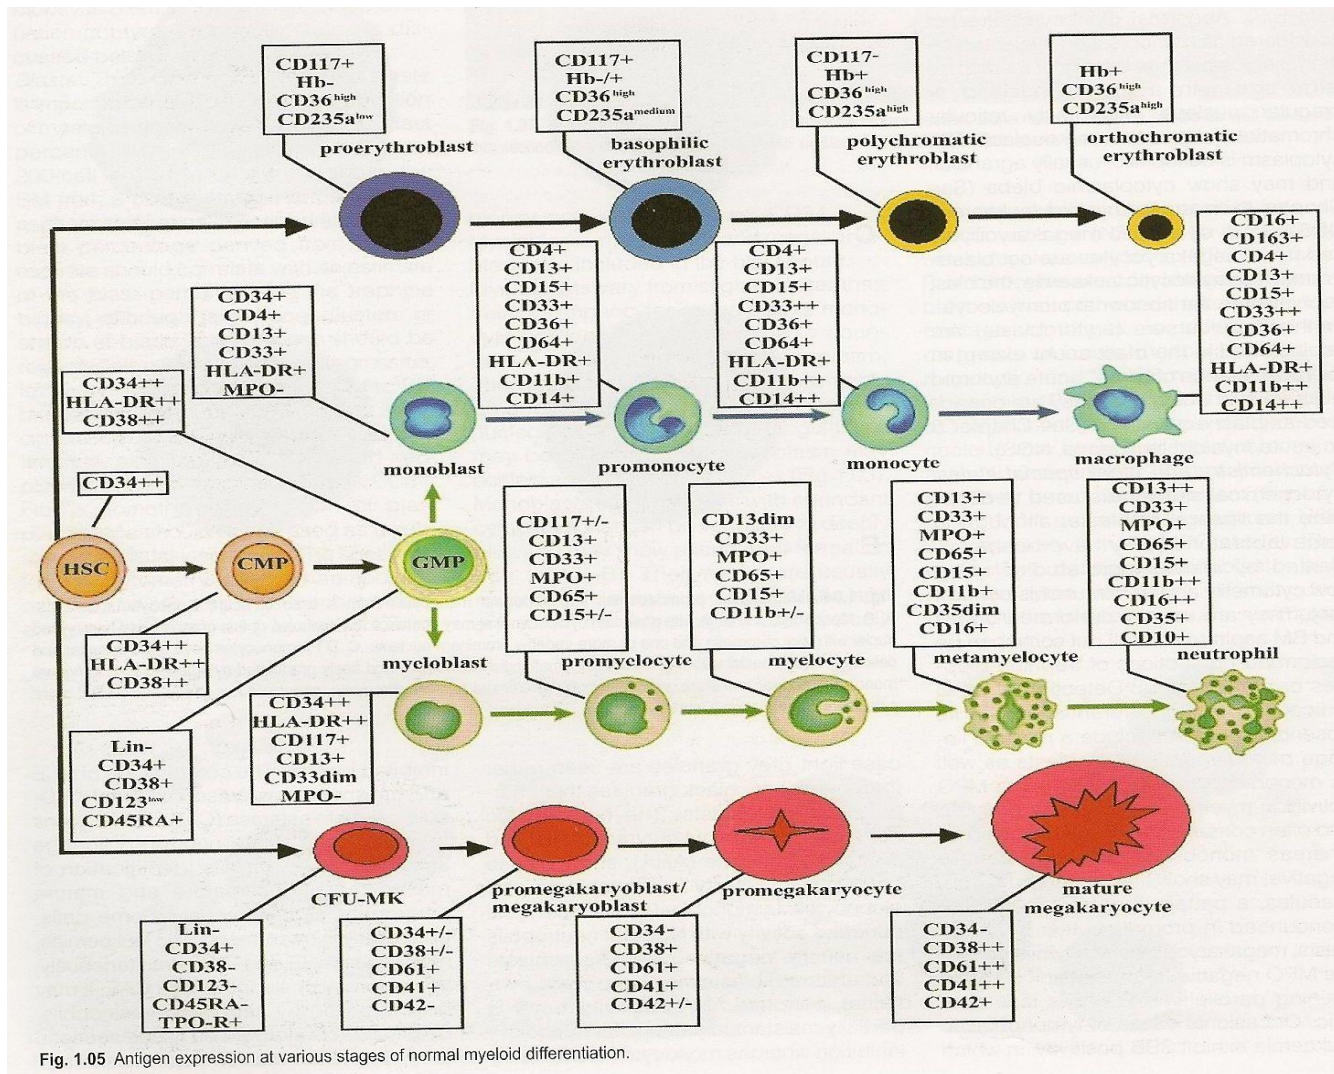 CD117+
Hb-
CD36high
CD235alow
proerythroblast
CD117+
Hb-/+
CD36high
CD235amedium
basophilic
erythroblast
CD117-
Hb+
CD36high
CD235ahigh
polychromatic
erythroblast
Hb+
CD36high
CD235ahigh
orthochromatic
erythroblast
CD34+
CD4+
CD13+
CD33+
HLA-DR+
MPO-
monoblast
CD4+
CD13+
CD15+
CD33+
CD36+
CD64+
HLA-DR+
CD11b+
CD14+
promonocyte
CD4+
CD13+
CD15+
CD33++
CD36+
CD64+
HLA-DR+
CD11b++
CD14++
monocyte
CD16+
CD163+
CD4+
CD13+
CD15+
CD33++
CD36+
CD64+
HLA-DR+
CD11b++
CD14++
macrophage
CD34++
HLA-DR++
CD38++
CD34++
HSC
CMP
GMP
CD34++
HLA-DR++
CD38++
Lin-
CD34+
CD38+
CD123low
CD45RA+
myeloblast
CD34++
HLA-DR++
CD117+
CD13+
CD33dim
MPO-
CD117+/-
CD13+
CD33+
MPO+
CD65+
CD15+/-
promyelocyte
CD13dim
CD33+
MPO+
CD65+
CD15+
CD11b+/-
myelocyte
CD13+
CD33+
MPO+
CD65+
CD15+
CD11b+
CD35dim
CD16+
metamyelocyte
CD13++
CD33+
MPO+
CD65+
CD15+
CD11b++
CD16++
CD35+
CD10+
neutrophil
CFU-MK
Lin-
CD34+
CD38-
CD123-
CD45RA-
TPO-R+
promegakaryoblast/
megakaryoblast
CD34+/-
CD38+/-
CD61+
CD41+
CD42-
promegakaryocyte
CD34-
CD38+
CD61+
CD41+
CD42+/-
mature
megakaryocyte
CD34-
CD38++
CD61++
CD41++
CD42+
Fig. 1.05 Antigen expression at various stages of normal myeloid differentiation.